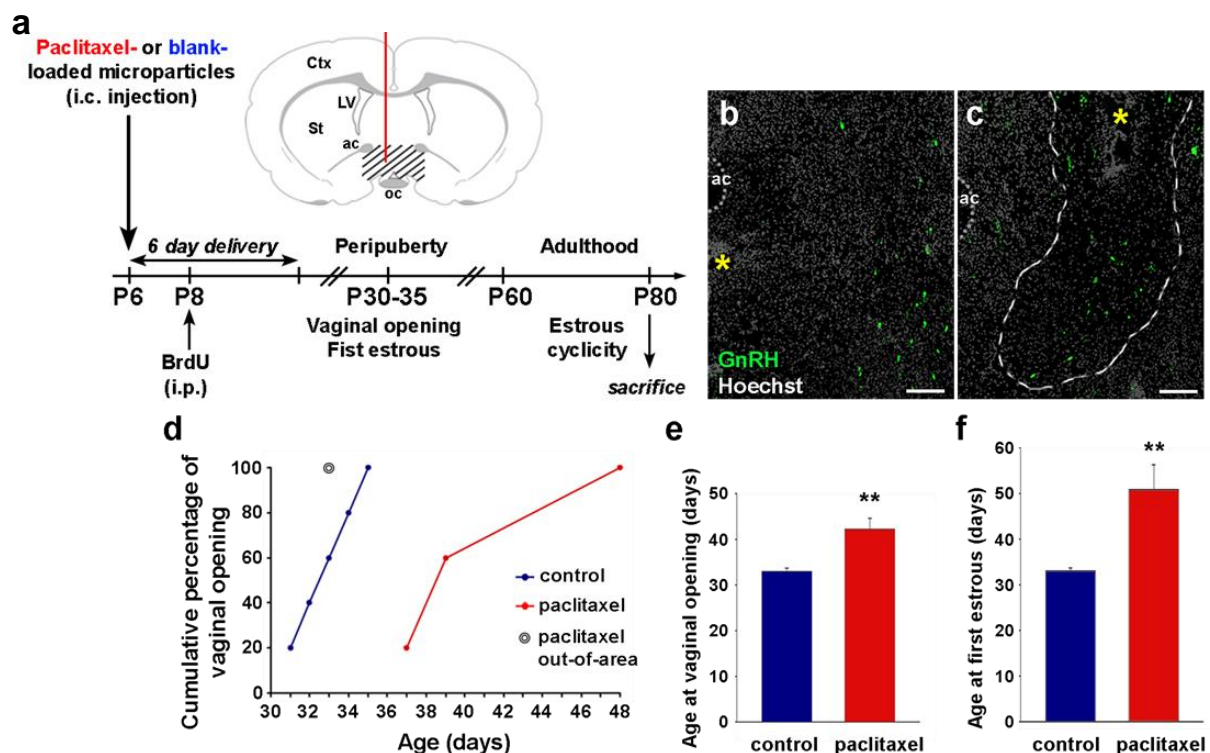 a
Paclitaxel- or blank-
loaded microparticles
(i.c. injection)
Ctx
LV
St
ac
oc
6 day delivery
Peripuberty
Adulthood
P6
P8
P30-35
P60
P80
BrdU
(i.p.)
Vaginal opening
Fist estrous
Estrous
cyclicity
sacrifice
b
ac
*
GnRH
Hoechst
c
*
ac
d
Cumulative percentage of
vaginal opening
100
80
60
40
20
0
30 32 34 36 38 40 42 44 46 48
Age (days)
control
paclitaxel
paclitaxel
out-of-area
e
Age at vaginal opening (days)
50
40
30
20
10
0
**
control paclitaxel
f
Age at first estrous (days)
60
50
40
30
20
10
0
**
control paclitaxel